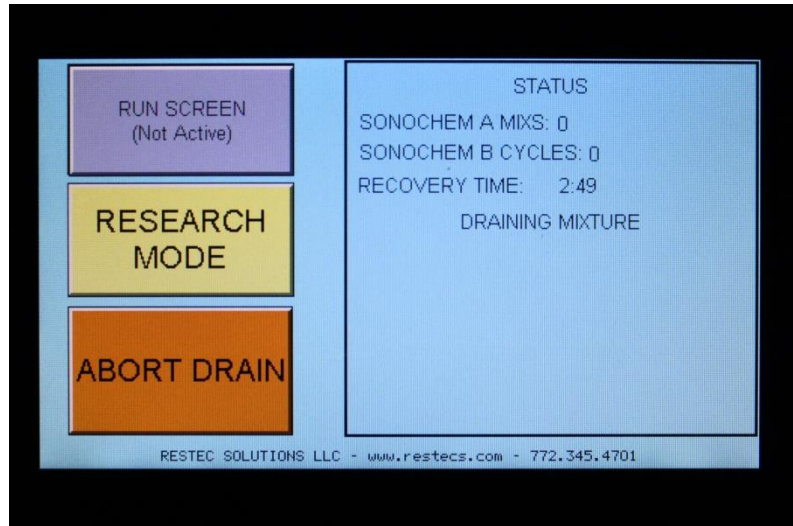 RUN SCREEN
(Not Active)
RESEARCH
MODE
ABORT DRAIN
STATUS
SONOCHEM A MIXS: 0
SONOCHEM B CYCLES: 0
RECOVERY TIME: 2:49
DRAINING MIXTURE
RESTEC SOLUTIONS LLC - www.restecs.com - 772.345.4701